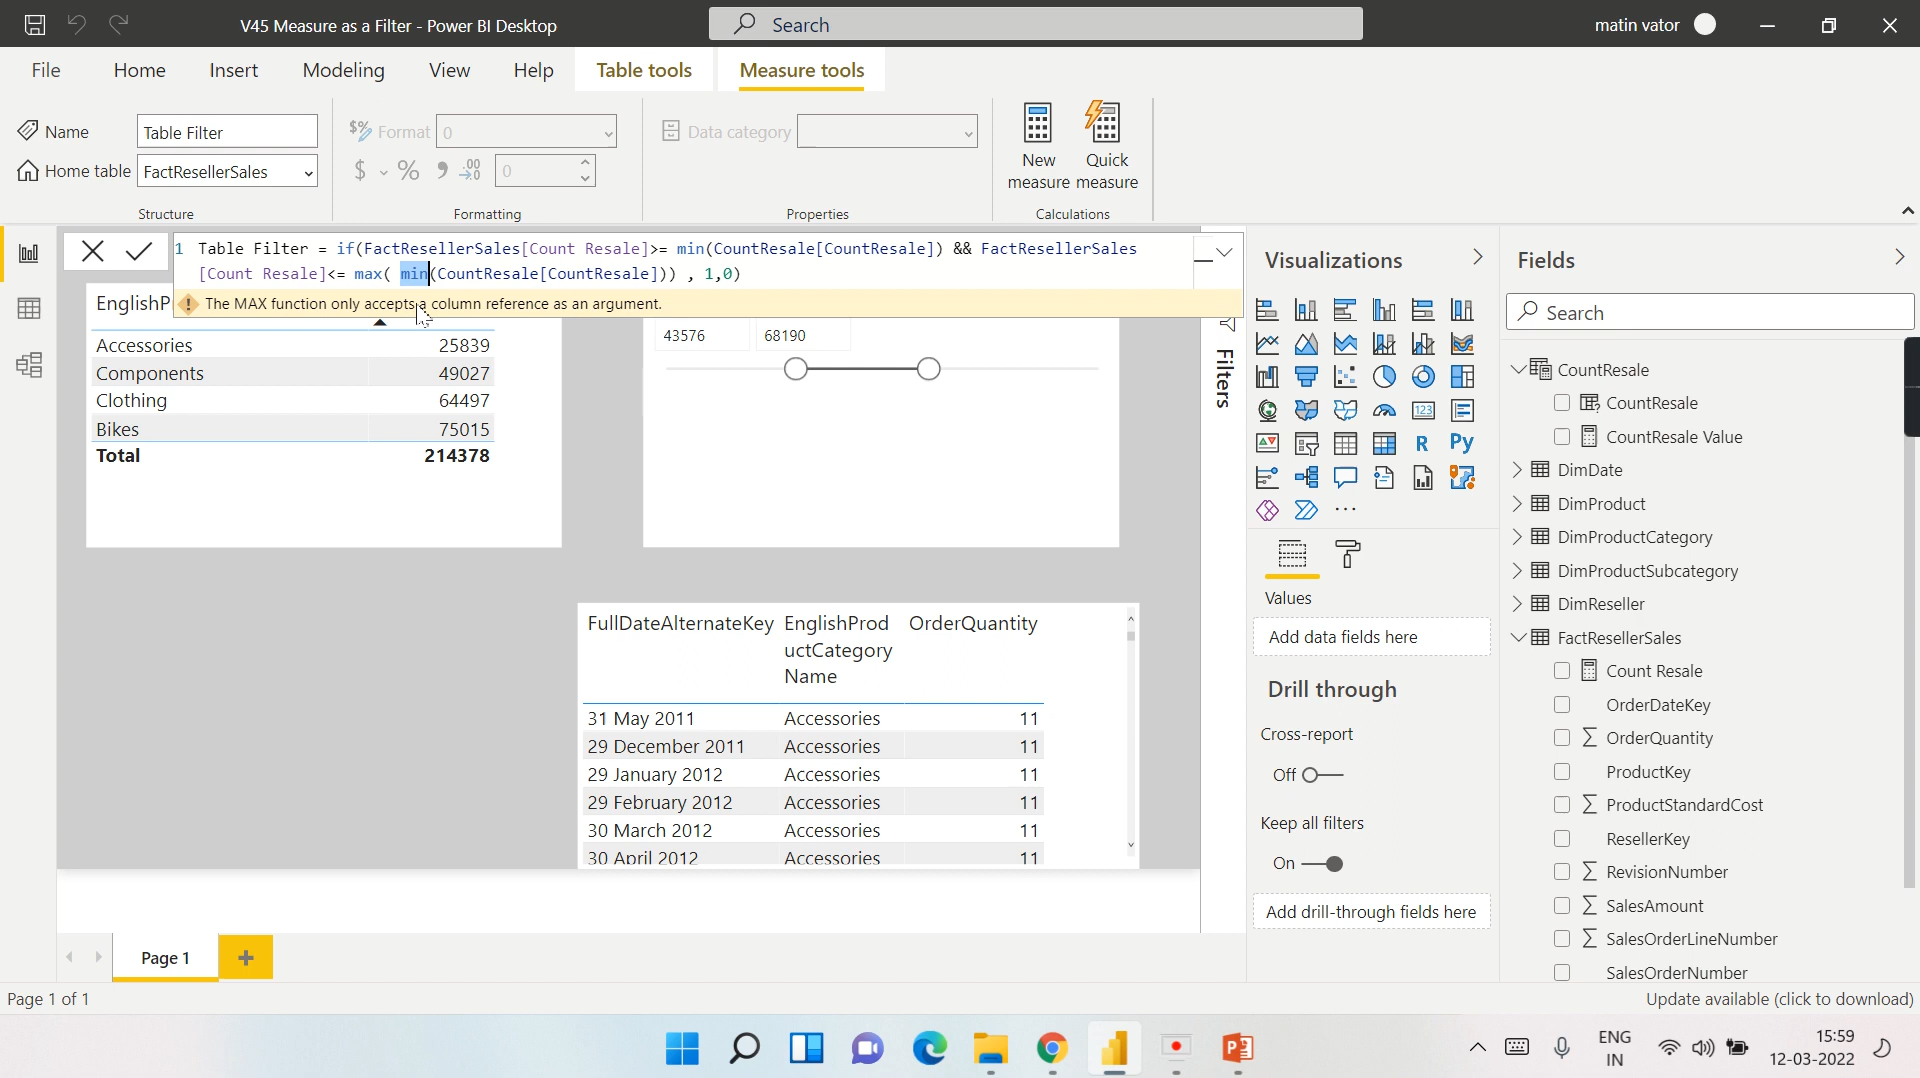 V45 Measure as a Filter - Power BI Desktop
Search
matin vator
File Home Insert Modeling View Help Table tools Measure tools
Name Table Filter
Home table FactResellerSales
Structure
$% Format 0
$ % 9 .00 →.0 0
Formatting
Data category
Properties
New measure
Quick measure
Calculations
1 Table Filter = if(FactResellerSales[Count Resale]>= min(CountResale[CountResale]) && FactResellerSales
[Count Resale]<= max( min(CountResale[CountResale])) , 1,0)
The MAX function only accepts a column reference as an argument.
EnglishP
Accessories 25839
Components 49027
Clothing 64497
Bikes 75015
Total 214378
43576 68190
FullDateAlternateKey EnglishProd OrderQuantity
uctCategory
Name
31 May 2011 Accessories 11
29 December 2011 Accessories 11
29 January 2012 Accessories 11
29 February 2012 Accessories 11
30 March 2012 Accessories 11
30 April 2012 Accessories 11
Filters
Visualizations
123
R Py
Values
Add data fields here
Drill through
Cross-report
Off
Keep all filters
On
Add drill-through fields here
Fields
Search
CountResale
CountResale
CountResale Value
DimDate
DimProduct
DimProductCategory
DimProductSubcategory
DimReseller
FactResellerSales
Count Resale
OrderDateKey
OrderQuantity
ProductKey
ProductStandardCost
ResellerKey
RevisionNumber
SalesAmount
SalesOrderLineNumber
SalesOrderNumber
Page 1
Page 1 of 1
Update available (click to download)
ENG
IN
15:59
12-03-2022